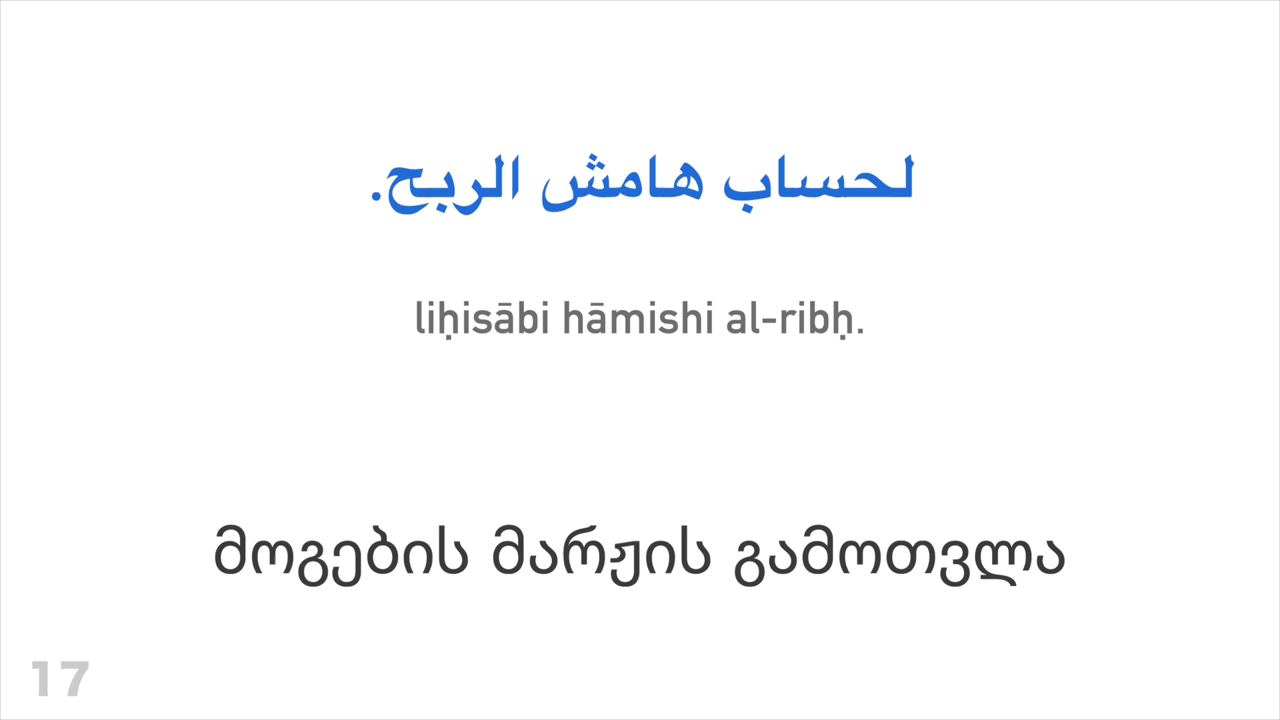 لحساب هامش الربح.
liḥisābi hāmishi al-ribḥ.
მოგების მარჟის გამოთვლა
17